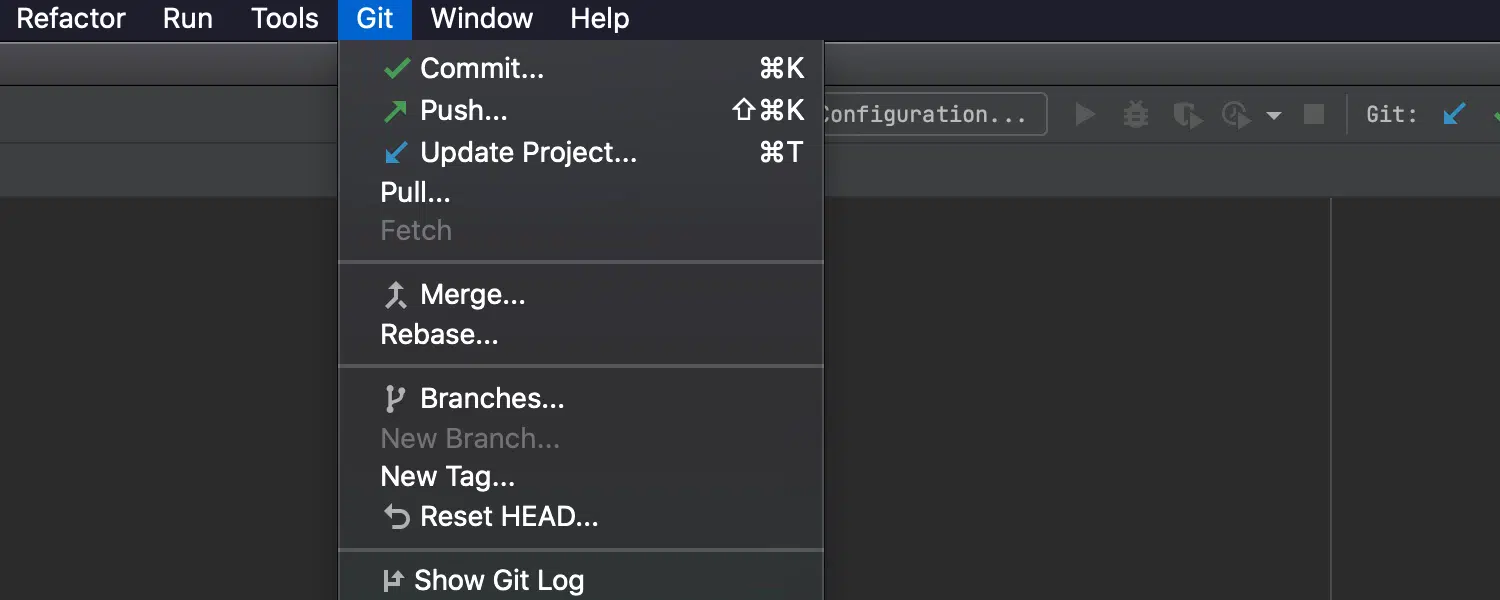 Refactor Run Tools Git Window Help
Commit... ⌘K
Push... ⇧⌘K
Configuration... Git:
Update Project... ⌘T
Pull...
Fetch
Merge...
Rebase...
Branches...
New Branch...
New Tag...
Reset HEAD...
Show Git Log